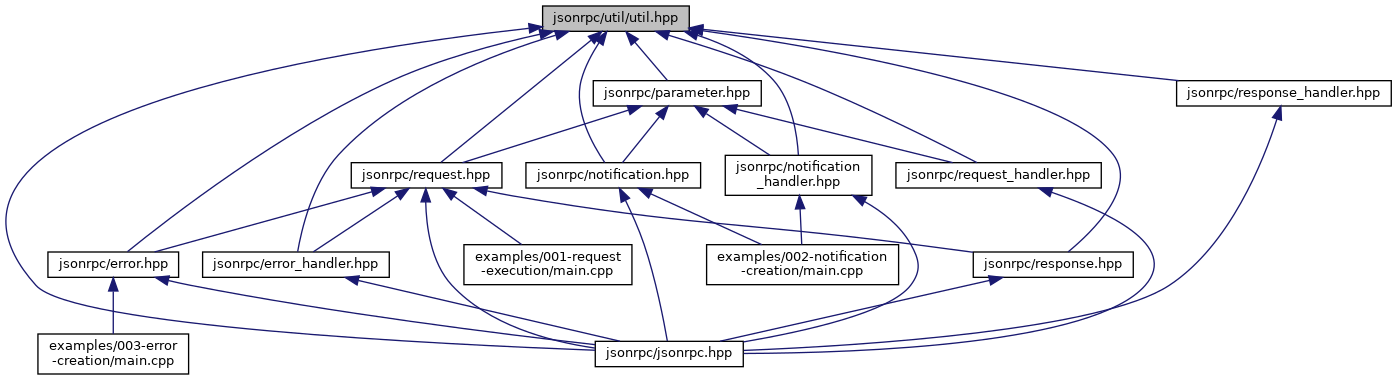 jsonrpc/util/util.hpp
jsonrpc/parameter.hpp
jsonrpc/response_handler.hpp
jsonrpc/request.hpp
jsonrpc/notification.hpp
jsonrpc/notification
_handler.hpp
jsonrpc/request_handler.hpp
jsonrpc/error.hpp
jsonrpc/error_handler.hpp
examples/001-request
-execution/main.cpp
examples/002-notification
-creation/main.cpp
jsonrpc/response.hpp
examples/003-error
-creation/main.cpp
jsonrpc/jsonrpc.hpp